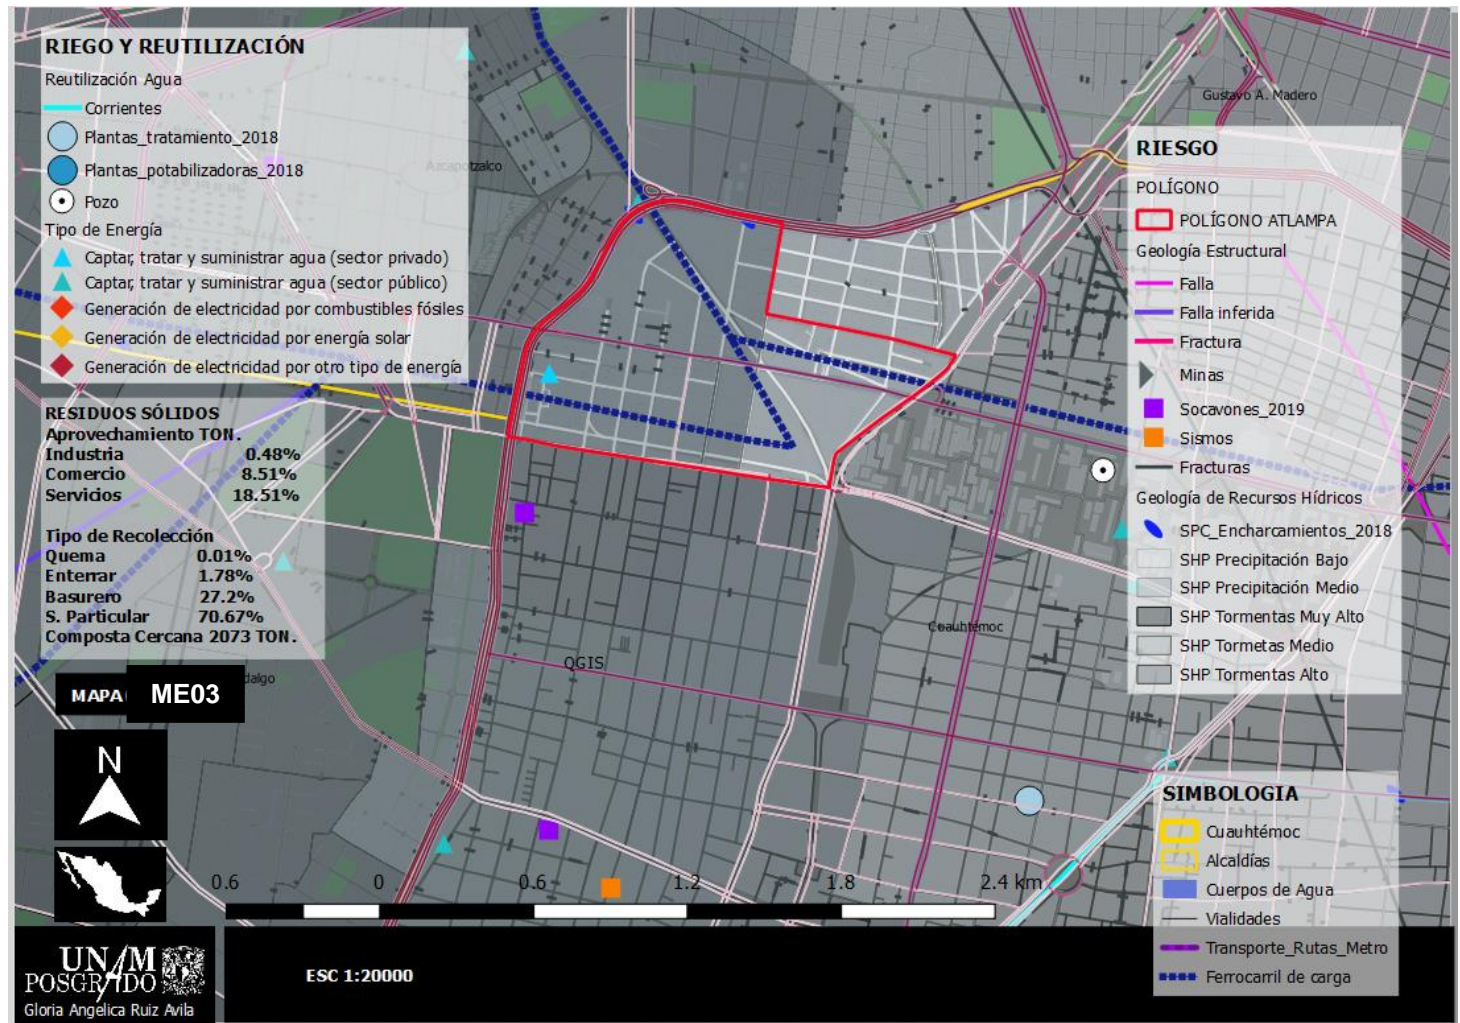 RIEGO Y REUTILIZACIÓN
Reutilización Agua
Corrientes
Plantas_tratamiento_2018
Plantas_potabilizadoras_2018
Pozo
Tipo de Energía
Captar, tratar y suministrar agua (sector privado)
Captar, tratar y suministrar agua (sector público)
Generación de electricidad por combustibles fósiles
Generación de electricidad por energía solar
Generación de electricidad por otro tipo de energía
RESIDUOS SÓLIDOS
Aprovechamiento TON.
Industria 0.48%
Comercio 8.51%
Servicios 18.51%
Tipo de Recolección
Quema 0.01%
Enterrar 1.78%
Basurero 27.2%
S. Particular 70.67%
Composta Cercana 2073 TON.
MAPA ME03
dalgo
N
Azcapotzalco
Gustavo A. Madero
Cuauhtémoc
QGIS
RIESGO
POLÍGONO
POLÍGONO ATLAMPA
Geología Estructural
Falla
Falla inferida
Fractura
Minas
Socavones_2019
Sismos
Fracturas
Geología de Recursos Hídricos
SPC_Encharcamientos_2018
SHP Precipitación Bajo
SHP Precipitación Medio
SHP Tormentas Muy Alto
SHP Tormetas Medio
SHP Tormentas Alto
SIMBOLOGIA
Cuauhtémoc
Alcaldías
Cuerpos de Agua
Vialidades
Transporte_Rutas_Metro
Ferrocarril de carga
0.6 0 0.6 1.2 1.8 2.4 km
ESC 1:20000
UNAM
POSGRADO
Gloria Angelica Ruiz Avila